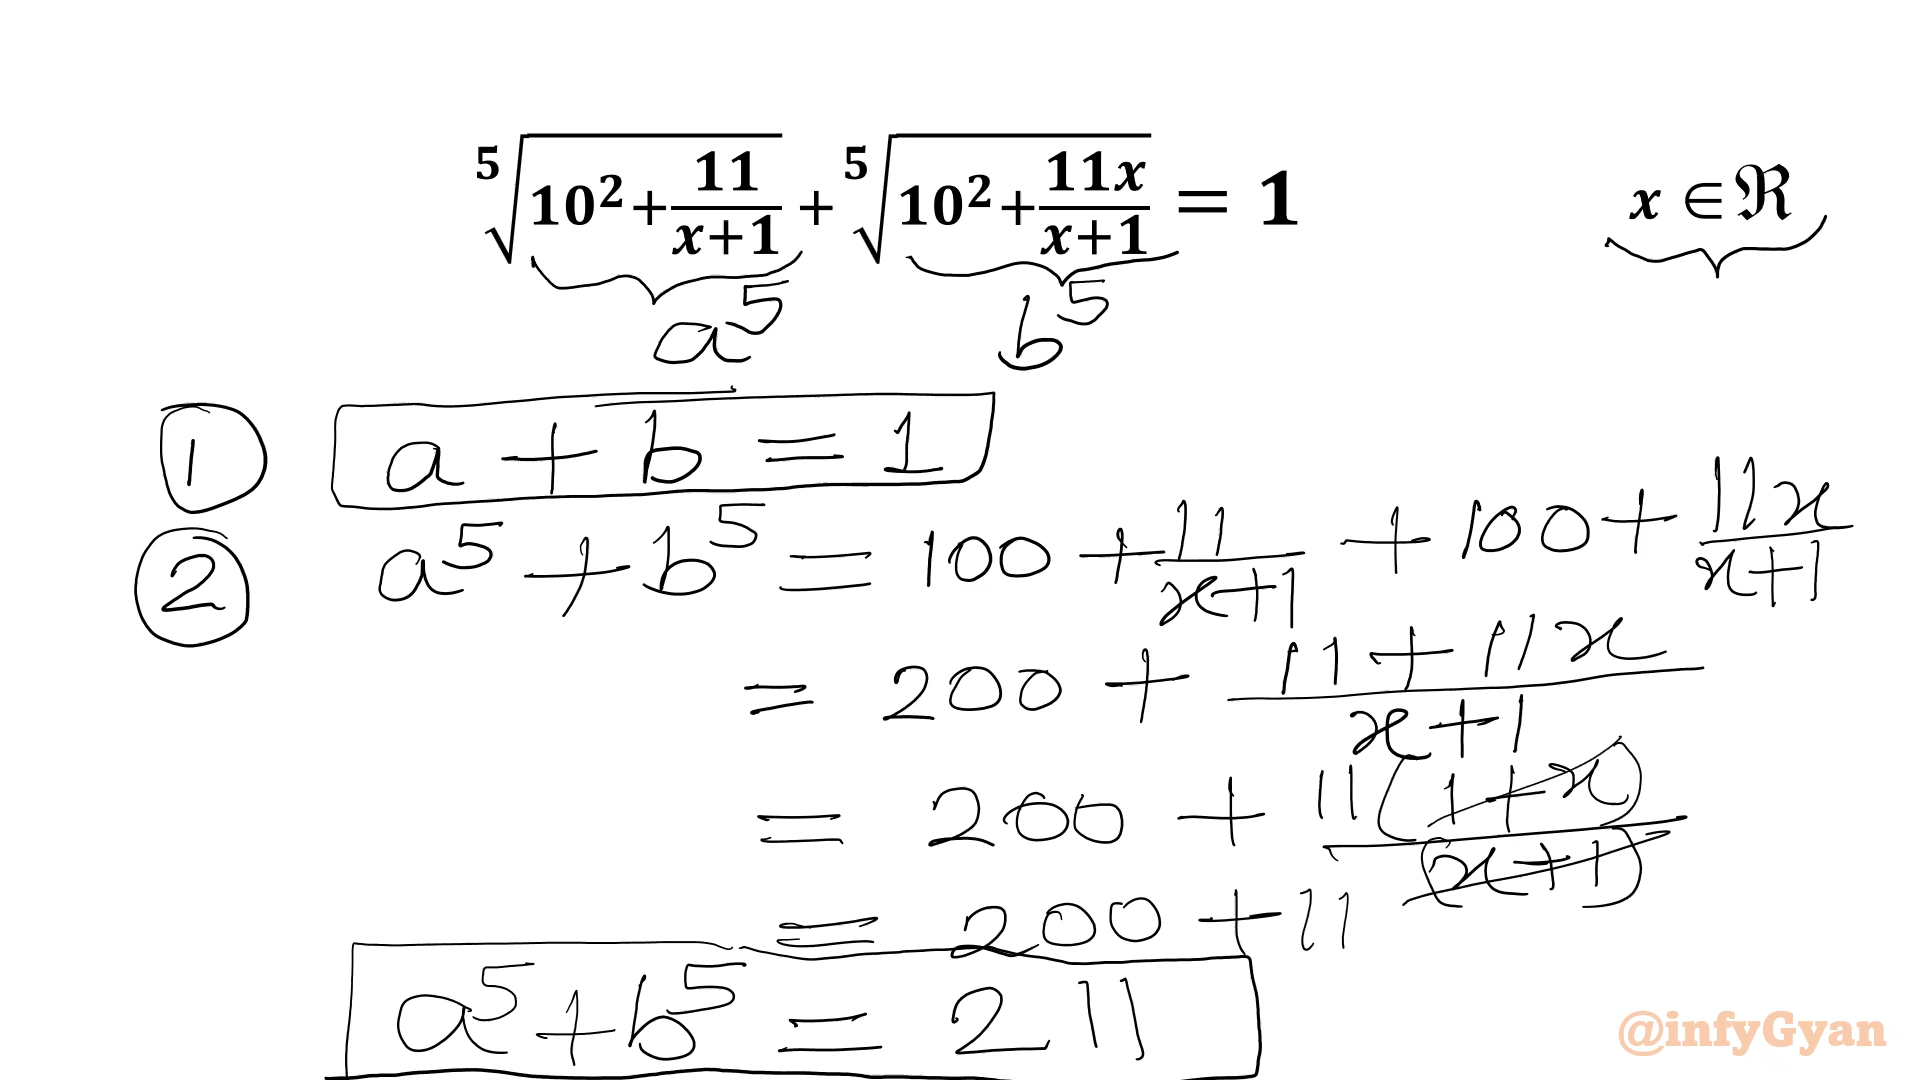 ⁵√(10²+11/(x+1)) + ⁵√(10²+11x/(x+1)) = 1 x ∈ ℜ
a⁵ b⁵
① a + b = 1
② a⁵ + b⁵ = 100 + 11/(x+1) + 100 + 11x/(x+1)
= 200 + (11 + 11x)/(x+1)
= 200 + 11(1+x)/(x+1)
= 200 + 11
a⁵ + b⁵ = 211
@infyGyan